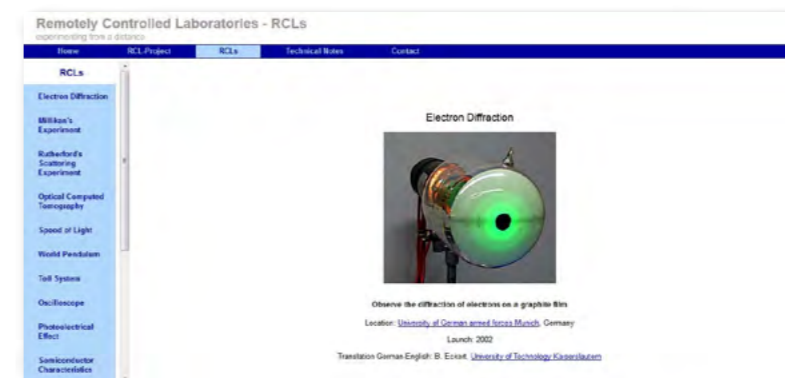 Remotely Controlled Laboratories - RCLs
experimenting from a distance
Home RCL-Project RCLs Technical Notes Contact
RCLs
Electron Diffraction
Millikan's
Experiment
Rutherford's
Scattering
Experiment
Optical Computed
Tomography
Speed of Light
World Pendulum
Toll System
Oscilloscope
Photoelectrical
Effect
Semiconductor
Characteristics
Electron Diffraction
Observe the diffraction of electrons on a graphite film
Location: University of German armed forces Munich, Germany
Launch: 2002
Translation German-English: B. Eckert, University of Technology Kaiserslautern